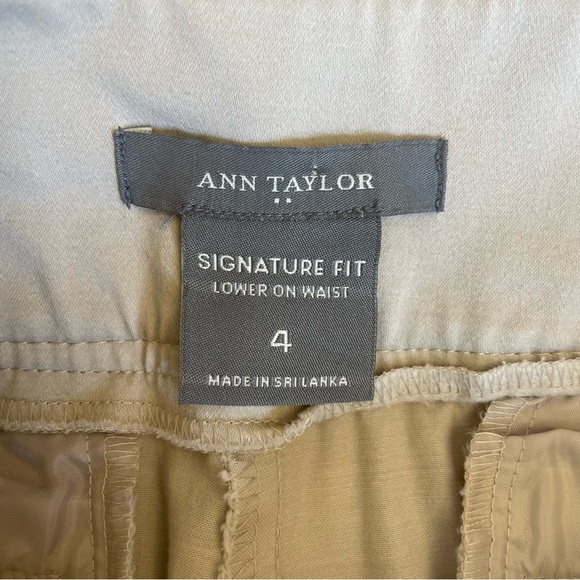 ANN TAYLOR
SIGNATURE FIT
LOWER ON WAIST
4
MADE IN SRI LANKA